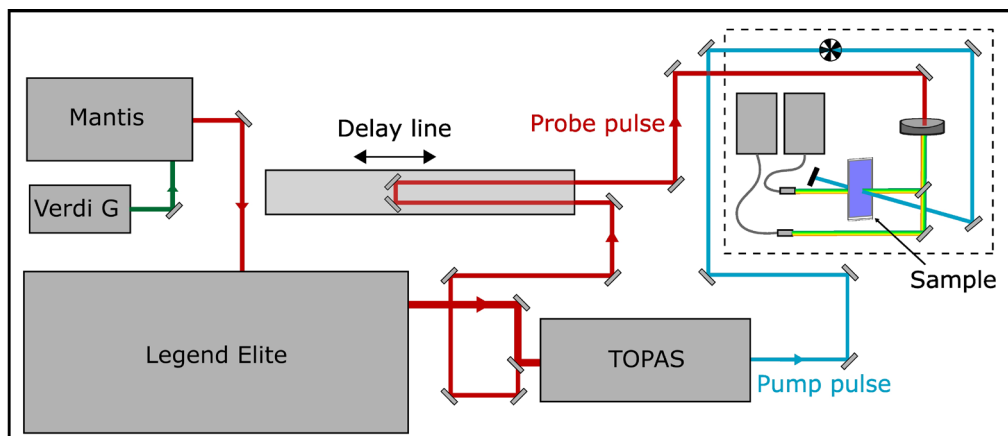 Mantis
Delay line
Probe pulse
Verdi G
Sample
Legend Elite
TOPAS
Pump pulse